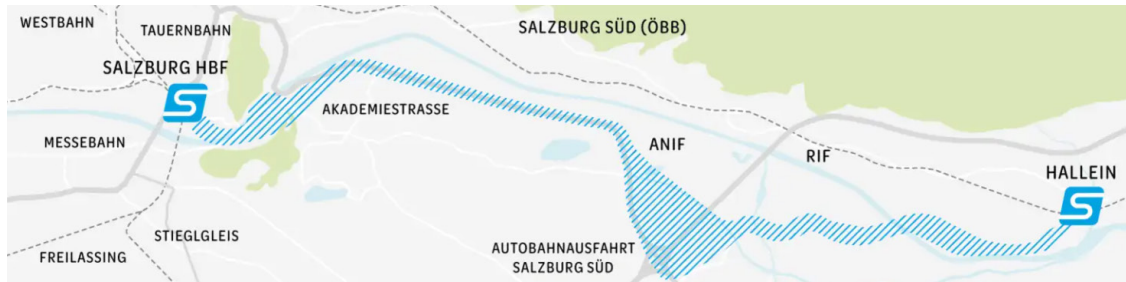 WESTBAHN
TAUERNBAHN
SALZBURG SÜD (ÖBB)
SALZBURG HBF
S
AKADEMIESTRASSE
MESSEBAHN
ANIF
RIF
HALLEIN
S
STIEGLGLEIS
AUTOBAHNAUSFAHRT
SALZBURG SÜD
FREILASSING